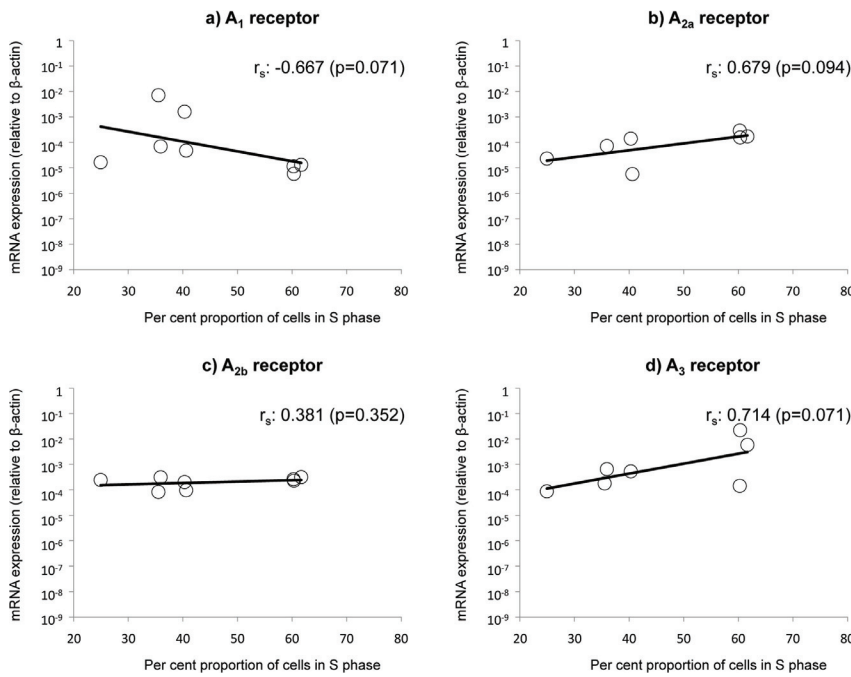 a) A₁ receptor
mRNA expression (relative to β-actin)
1
10⁻¹
10⁻²
10⁻³
10⁻⁴
10⁻⁵
10⁻⁶
10⁻⁷
10⁻⁸
10⁻⁹
rₛ: -0.667 (p=0.071)
20 30 40 50 60 70 80
Per cent proportion of cells in S phase
b) A₂ₐ receptor
mRNA expression (relative to β-actin)
1
10⁻¹
10⁻²
10⁻³
10⁻⁴
10⁻⁵
10⁻⁶
10⁻⁷
10⁻⁸
10⁻⁹
rₛ: 0.679 (p=0.094)
20 30 40 50 60 70 80
Per cent proportion of cells in S phase
c) A2b receptor
mRNA expression (relative to β-actin)
1
10⁻¹
10⁻²
10⁻³
10⁻⁴
10⁻⁵
10⁻⁶
10⁻⁷
10⁻⁸
10⁻⁹
rₛ: 0.381 (p=0.352)
20 30 40 50 60 70 80
Per cent proportion of cells in S phase
d) A₃ receptor
mRNA expression (relative to β-actin)
1
10⁻¹
10⁻²
10⁻³
10⁻⁴
10⁻⁵
10⁻⁶
10⁻⁷
10⁻⁸
10⁻⁹
rₛ: 0.714 (p=0.071)
20 30 40 50 60 70 80
Per cent proportion of cells in S phase